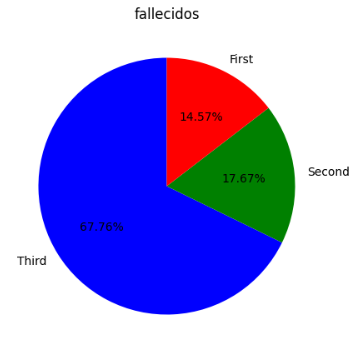 fallecidos
First
14.57%
Second
17.67%
67.76%
Third